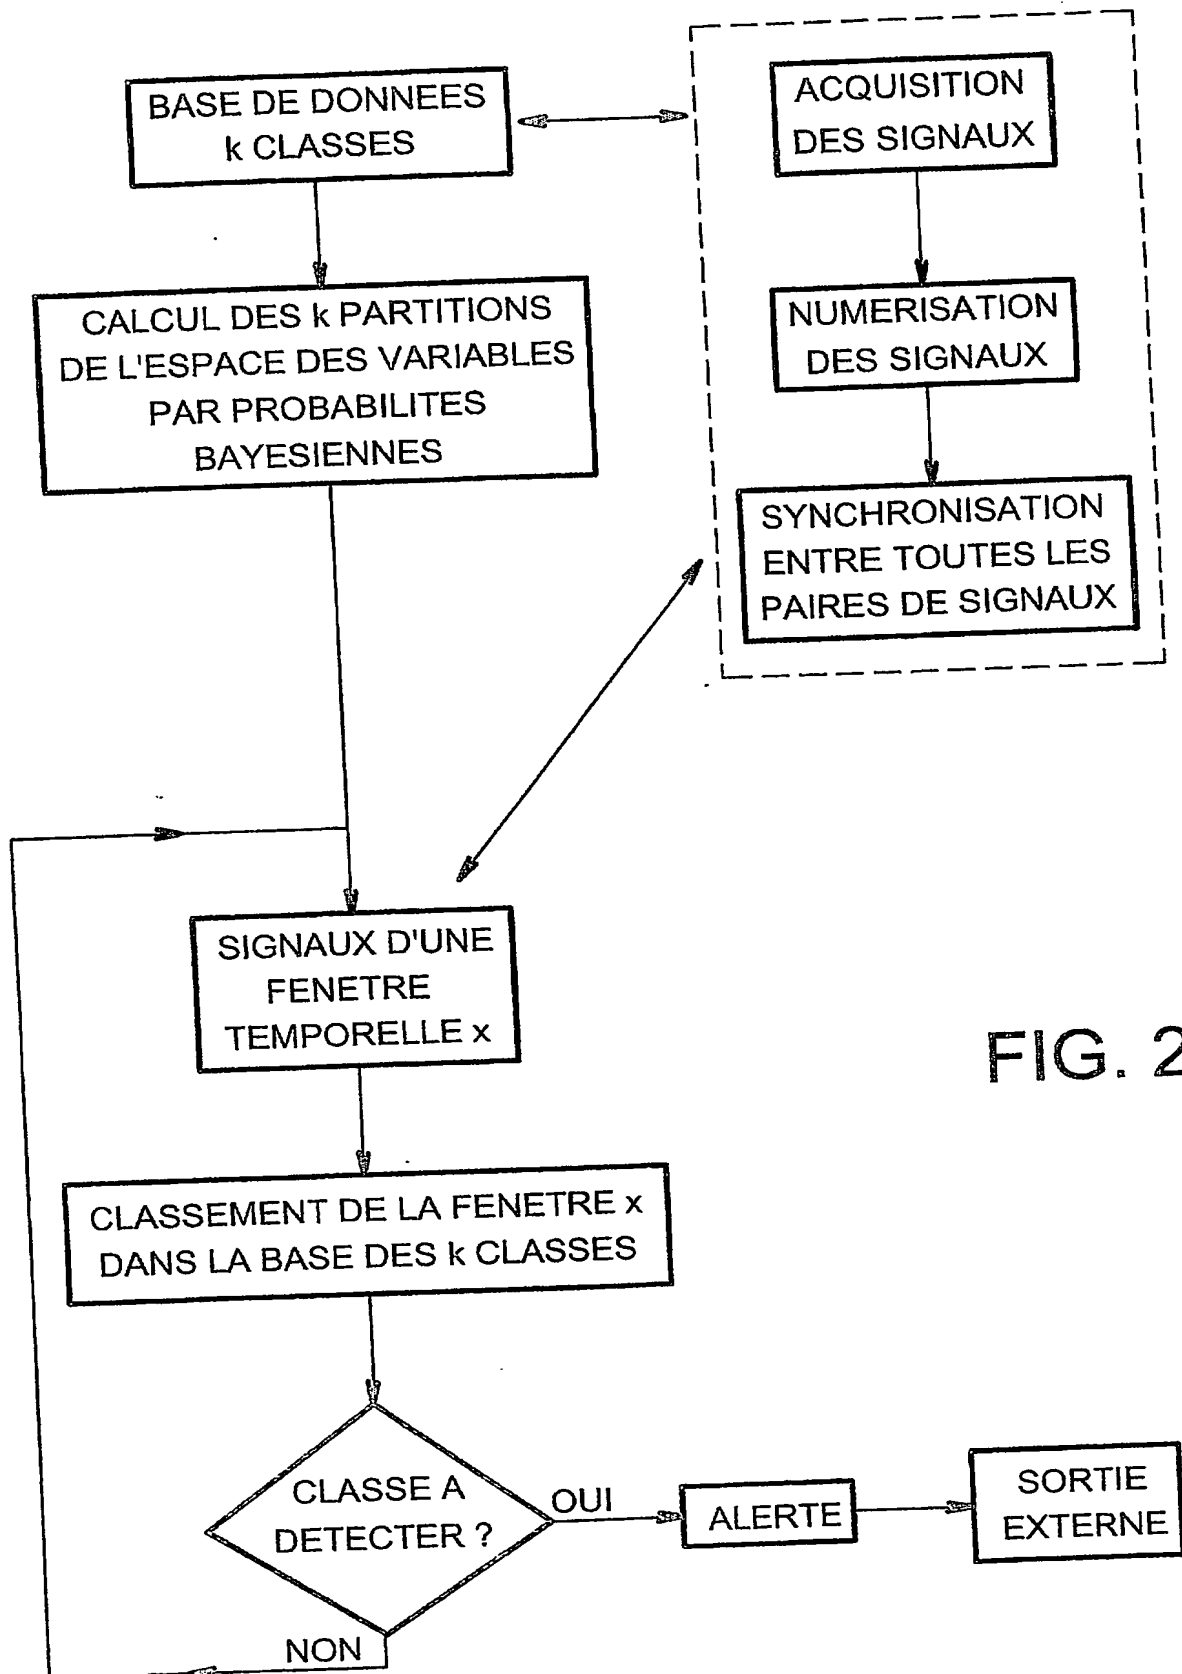 BASE DE DONNEES
k CLASSES
ACQUISITION
DES SIGNAUX
CALCUL DES k PARTITIONS
DE L'ESPACE DES VARIABLES
PAR PROBABILITES
BAYESIENNES
NUMERISATION
DES SIGNAUX
SYNCHRONISATION
ENTRE TOUTES LES
PAIRES DE SIGNAUX
SIGNAUX D'UNE
FENETRE
TEMPORELLE x
FIG. 2
CLASSEMENT DE LA FENETRE x
DANS LA BASE DES k CLASSES
CLASSE A
DETECTER ?
OUI
ALERTE
SORTIE
EXTERNE
NON